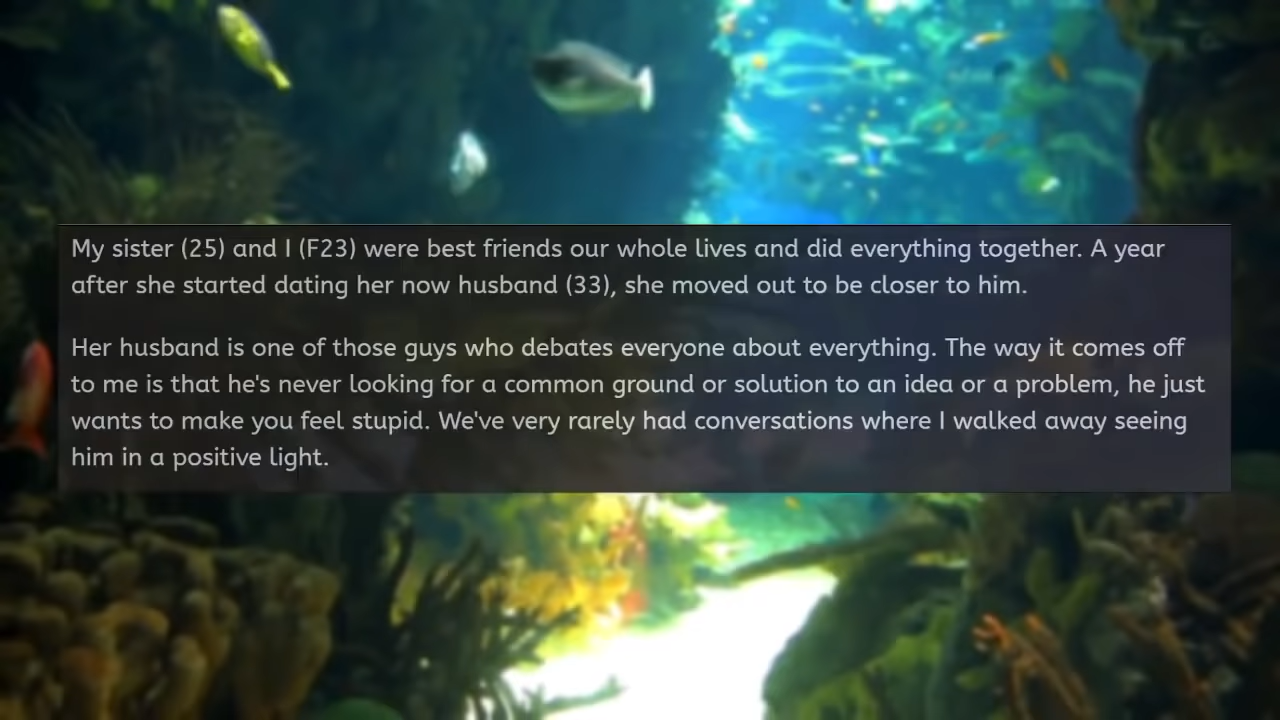 My sister (25) and I (F23) were best friends our whole lives and did everything together. A year
after she started dating her now husband (33), she moved out to be closer to him.
Her husband is one of those guys who debates everyone about everything. The way it comes off
to me is that he's never looking for a common ground or solution to an idea or a problem, he just
wants to make you feel stupid. We've very rarely had conversations where I walked away seeing
him in a positive light.